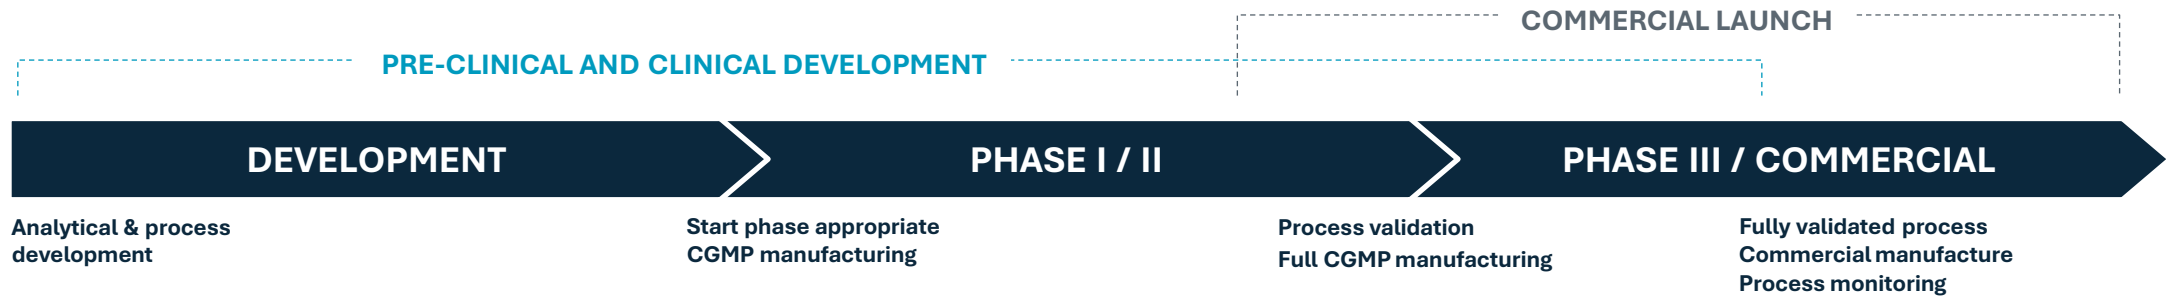 COMMERCIAL LAUNCH
PRE-CLINICAL AND CLINICAL DEVELOPMENT
DEVELOPMENT
PHASE I / II
PHASE III / COMMERCIAL
Analytical & process
development
Start phase appropriate
CGMP manufacturing
Process validation
Full CGMP manufacturing
Fully validated process
Commercial manufacture
Process monitoring